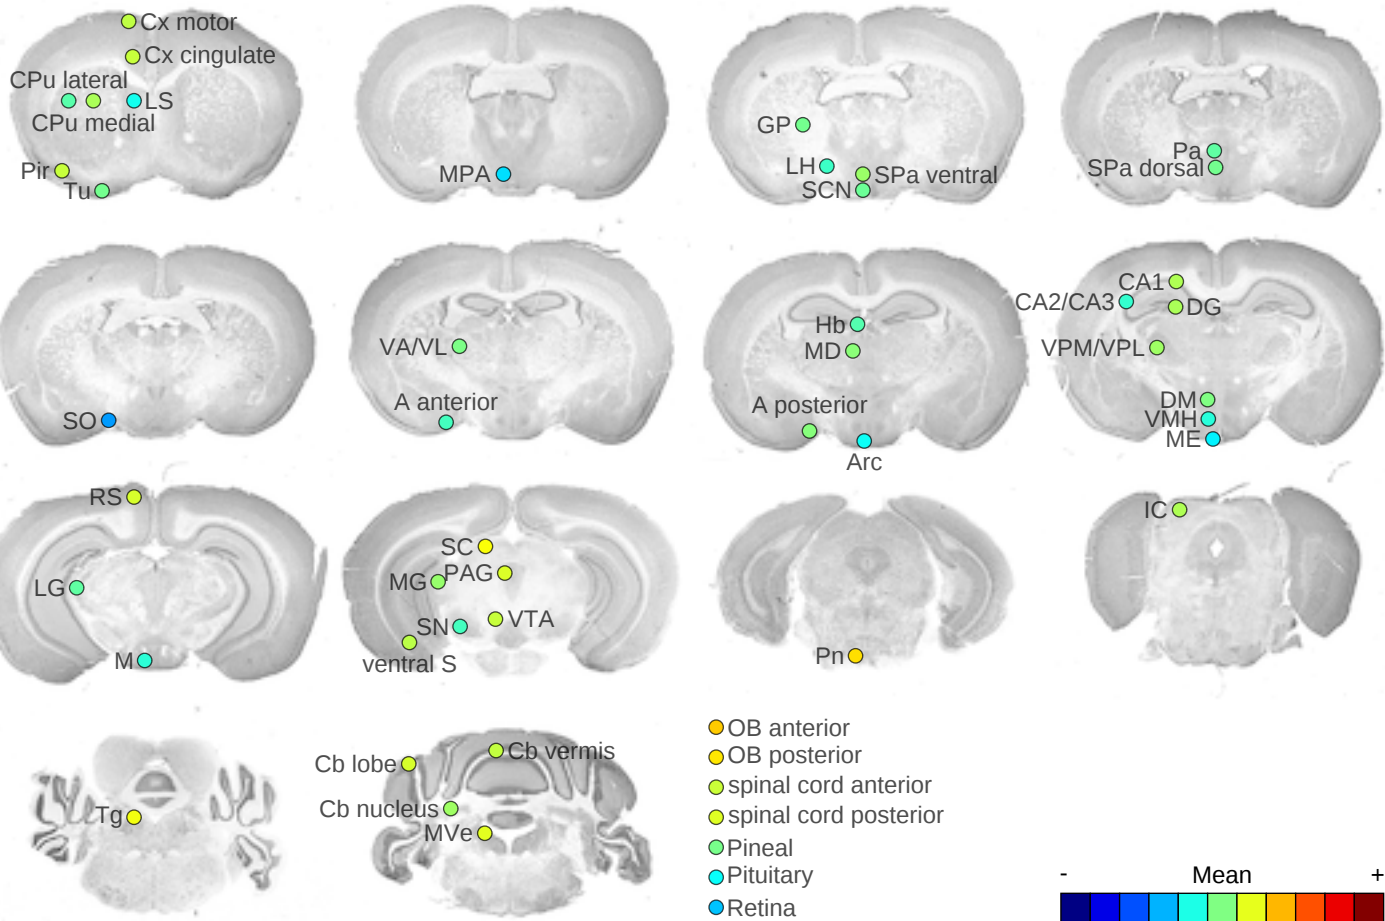 Cx motor
Cx cingulate
CPu lateral
LS
CPu medial
Pir
Tu
MPA
GP
LH
SPa ventral
SCN
Pa
SPa dorsal
SO
VA/VL
A anterior
Hb
MD
A posterior
Arc
CA1
CA2/CA3
DG
VPM/VPL
DM
VMH
ME
RS
LG
M
SC
PAG
MG
VTA
SN
ventral S
Pn
IC
Tg
Cb vermis
Cb lobe
Cb nucleus
MVe
OB anterior
OB posterior
spinal cord anterior
spinal cord posterior
Pineal
Pituitary
Retina
- Mean +